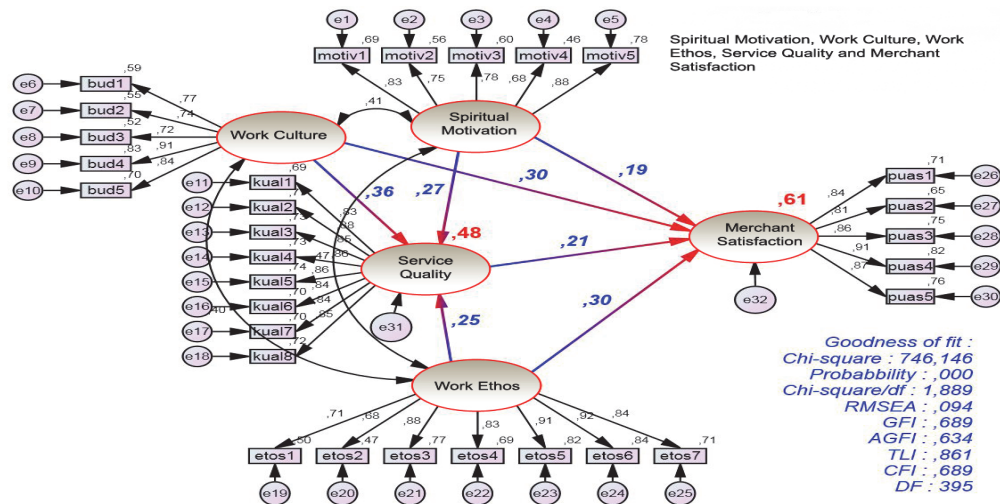 e1 e2 e3 e4 e5
,69 ,56 ,60 ,46 ,78
motiv1 motiv2 motiv3 motiv4 motiv5
,83 ,75 ,78 ,68 ,88
Spiritual Motivation, Work Culture, Work
Ethos, Service Quality and Merchant
Satisfaction
Spiritual
Motivation
,41
e6 bud1 ,59 ,77
e7 bud2 ,55 ,74
e8 bud3 ,52 ,72
e9 bud4 ,83 ,91
e10 bud5 ,70 ,84
Work Culture
,36
,27
,30
,19
e11 kual1 ,69 ,83
e12 kual2 ,88
e13 kual3 ,73 ,85
e14 kual4 ,73 ,47 ,86
e15 kual5 ,74 ,86
e16 kual6 ,70 ,84
e17 kual7 ,70 ,84
e18 kual8 ,72 ,85
Service
Quality
,48
e31
,21
,25
,30
Merchant
Satisfaction
,61
e32
,84 puas1 ,71 e26
,81 puas2 ,65 e27
,86 puas3 ,75 e28
,91 puas4 ,82 e29
,87 puas5 ,76 e30
Work Ethos
,71 ,68 ,88 ,83 ,91 ,92 ,84
,50 ,47 ,77 ,69 ,82 ,84 ,71
etos1 etos2 etos3 etos4 etos5 etos6 etos7
e19 e20 e21 e22 e23 e24 e25
Goodness of fit :
Chi-square : 746,146
Probabbility : ,000
Chi-square/df : 1,889
RMSEA : ,094
GFI : ,689
AGFI : ,634
TLI : ,861
CFI : ,689
DF : 395